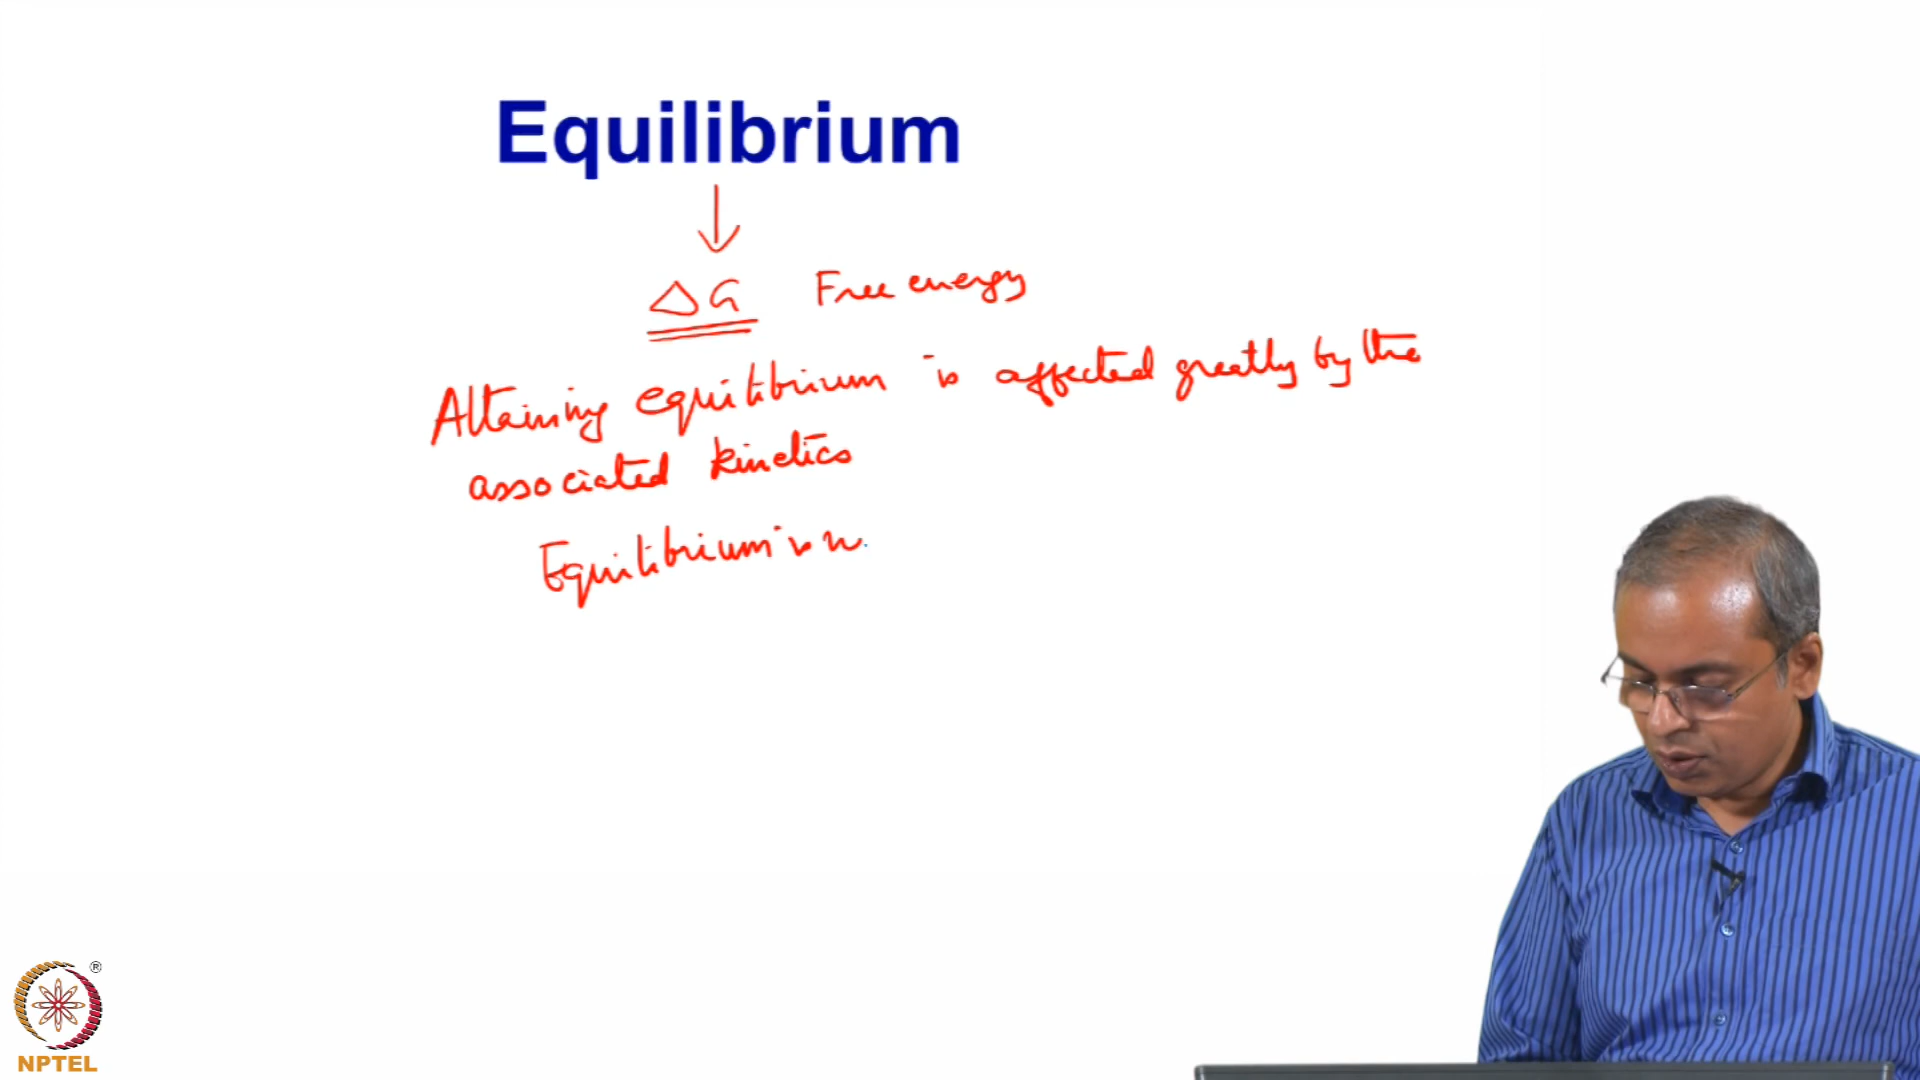 Equilibrium
ΔG Free energy
Attaining equilibrium is affected greatly by the
associated kinetics
Equilibrium is n
®
NPTEL